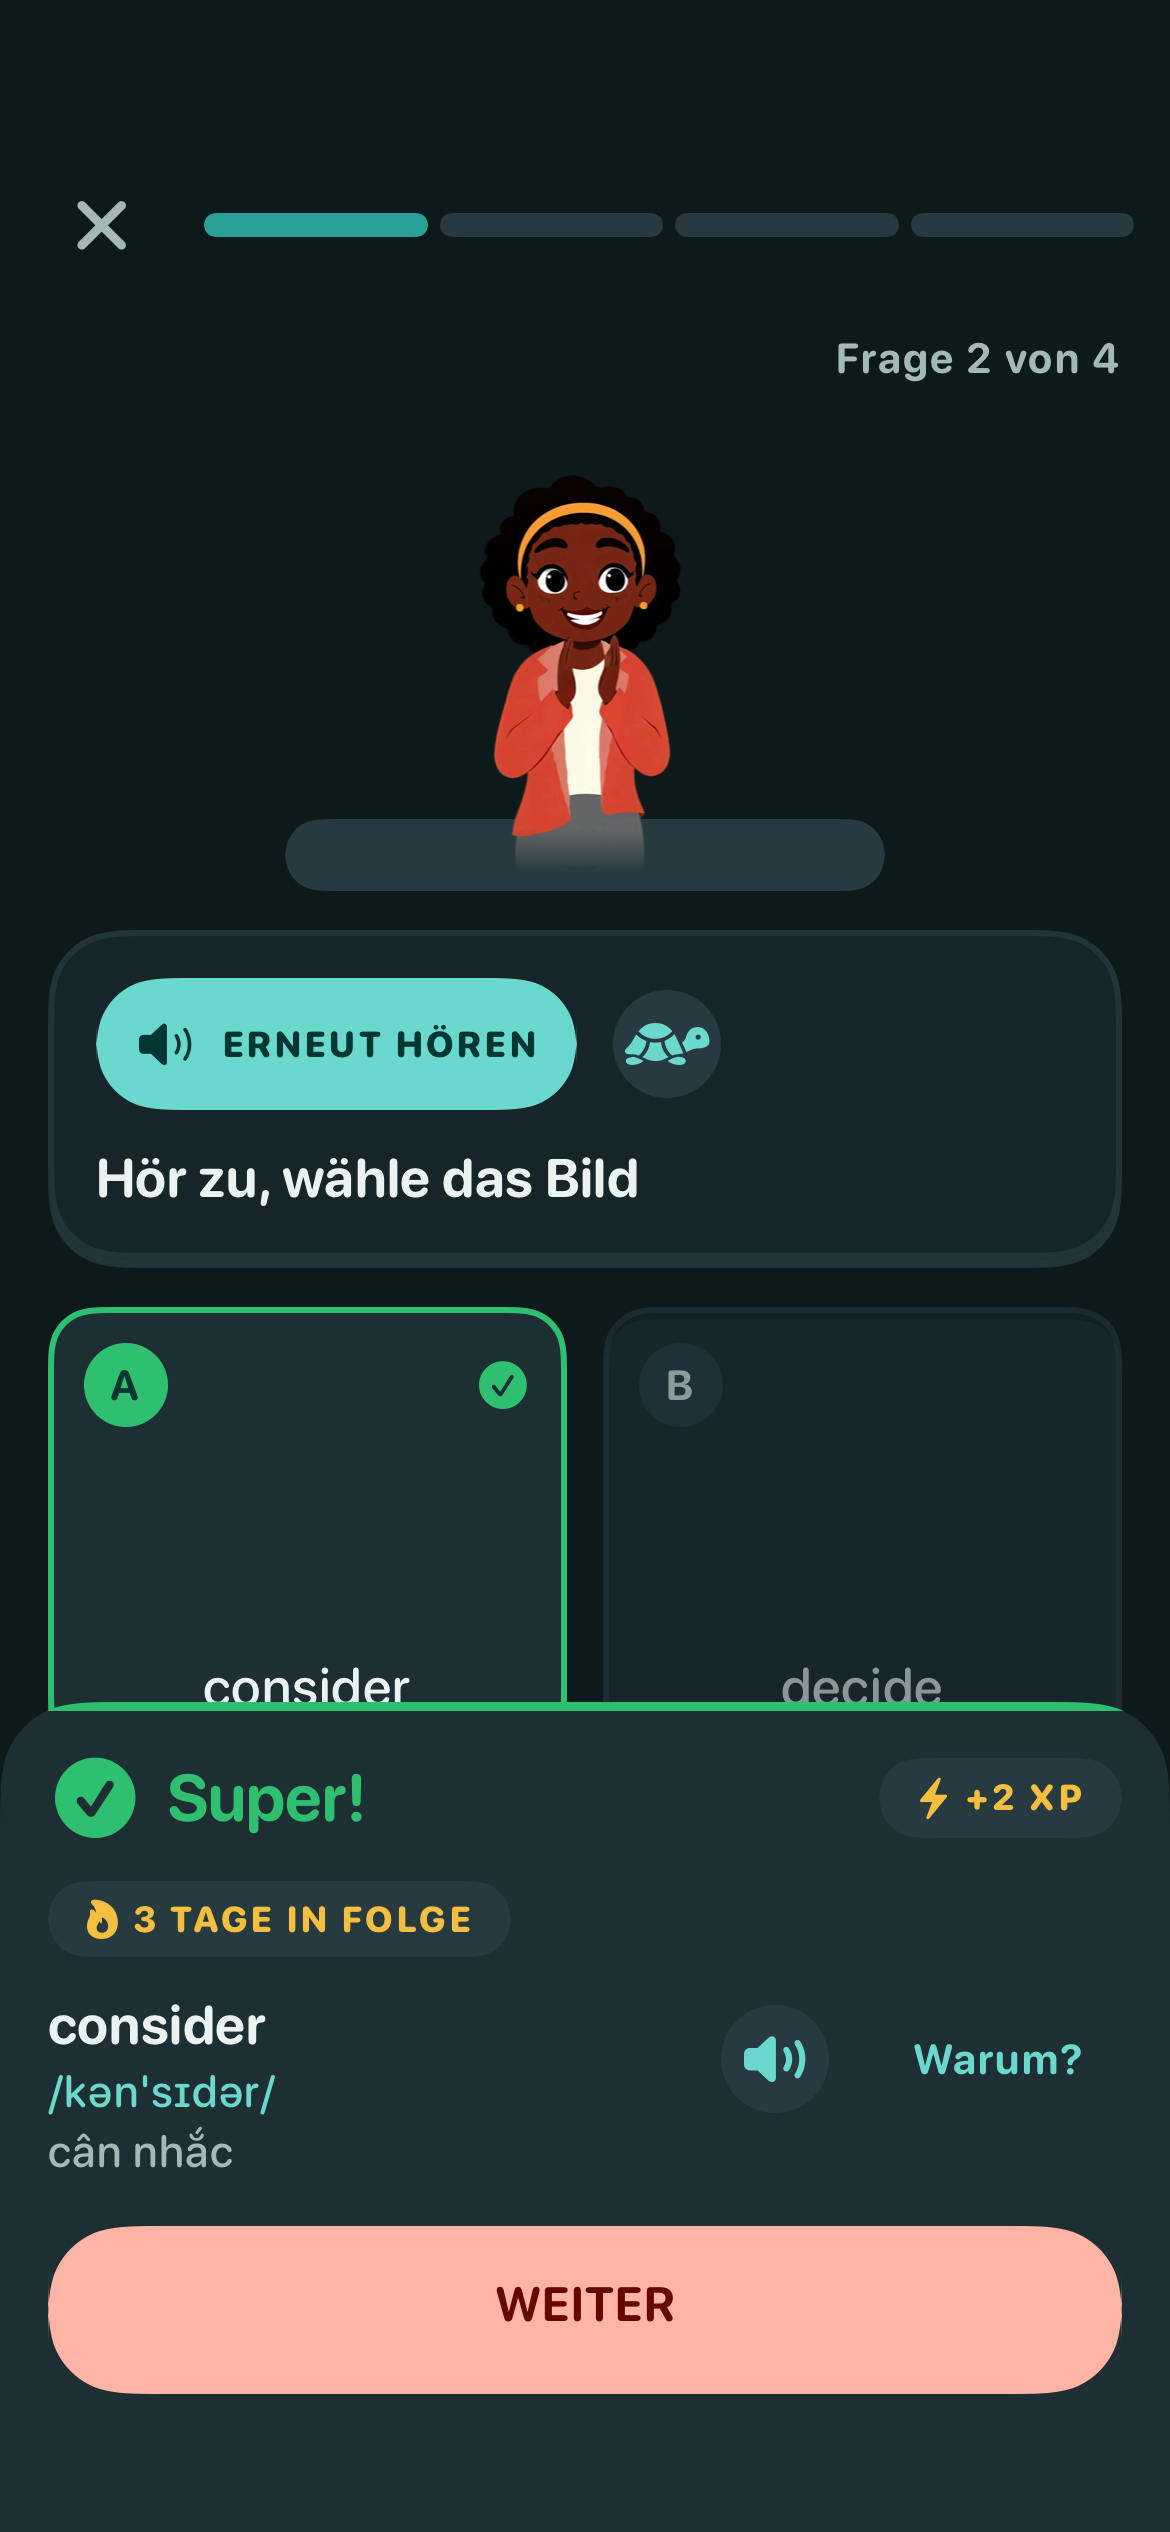 Frage 2 von 4
ERNEUT HÖREN
Hör zu, wähle das Bild
A
B
consider
decide
Super!
+2 XP
3 TAGE IN FOLGE
consider
/kən'sɪdər/
Warum?
cân nhắc
WEITER